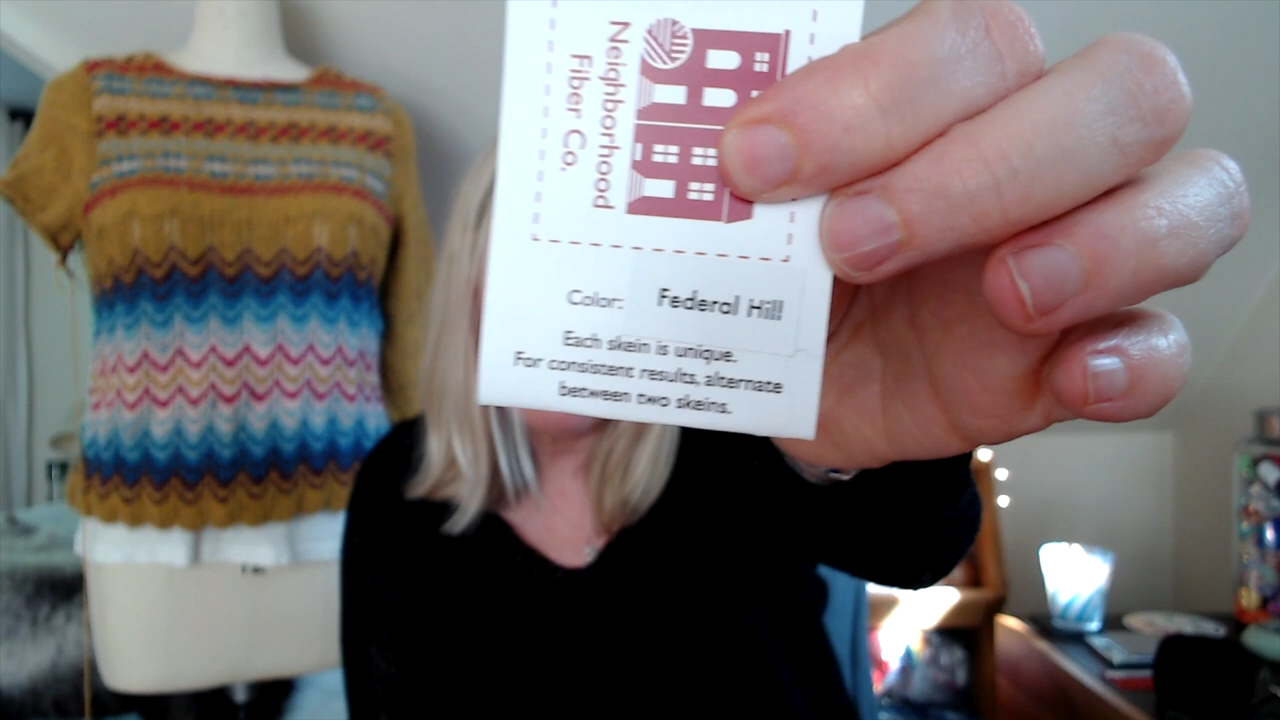 Neighborhood
Fiber Co.
Color: Federal Hill
Each skein is unique.
For consistent results, alternate
between two skeins.